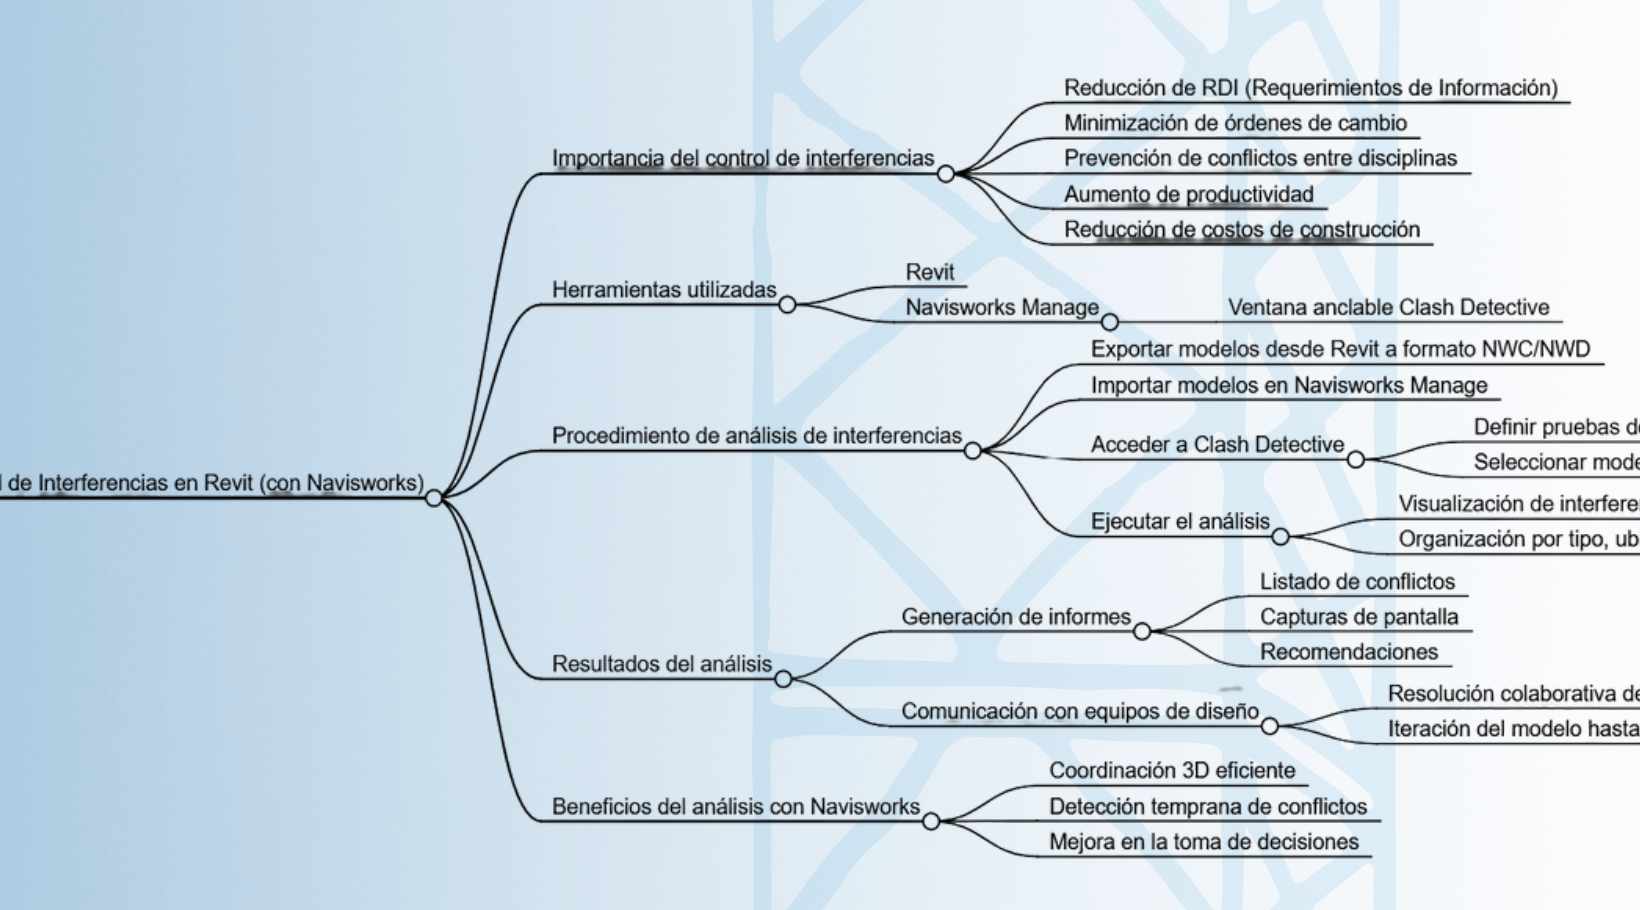 Reducción de RDI (Requerimientos de Información)
Minimización de órdenes de cambio
Importancia del control de interferencias
Prevención de conflictos entre disciplinas
Aumento de productividad
Reducción de costos de construcción
Herramientas utilizadas
Revit
Navisworks Manage
Ventana anclable Clash Detective
Exportar modelos desde Revit a formato NWC/NWD
Importar modelos en Navisworks Manage
Procedimiento de análisis de interferencias
Acceder a Clash Detective
Definir pruebas
Seleccionar
l de Interferencias en Revit (con Navisworks)
Ejecutar el análisis
Visualización de
Organización por tipo,
Resultados del análisis
Generación de informes
Listado de conflictos
Capturas de pantalla
Recomendaciones
Comunicación con equipos de diseño
Resolución colaborativa
Iteración del modelo hasta
Beneficios del análisis con Navisworks
Coordinación 3D eficiente
Detección temprana de conflictos
Mejora en la toma de decisiones